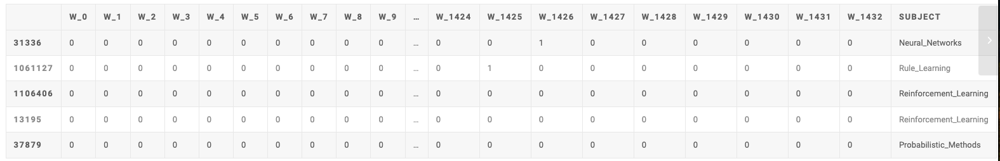 W_0 W_1 W_2 W_3 W_4 W_5 W_6 W_7 W_8 W_9 ... W_1424 W_1425 W_1426 W_1427 W_1428 W_1429 W_1430 W_1431 W_1432 SUBJECT
31336 0 0 0 0 0 0 0 0 0 0 ... 0 0 1 0 0 0 0 0 0 Neural_Networks
1061127 0 0 0 0 0 0 0 0 0 0 ... 0 1 0 0 0 0 0 0 0 Rule_Learning
1106406 0 0 0 0 0 0 0 0 0 0 ... 0 0 0 0 0 0 0 0 0 Reinforcement_Learning
13195 0 0 0 0 0 0 0 0 0 0 ... 0 0 0 0 0 0 0 0 0 Reinforcement_Learning
37879 0 0 0 0 0 0 0 0 0 0 ... 0 0 0 0 0 0 0 0 0 Probabilistic_Methods